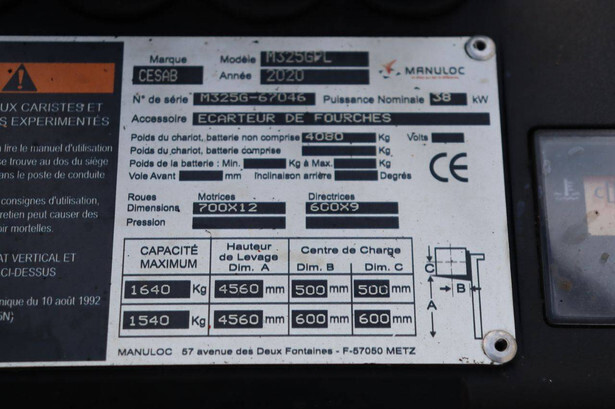 UX CARISTES ET
S EXPÉRIMENTÉS
lire le manuel d'utilisation
se trouve au dos du siège
ans le poste de conduite
consignes d'utilisation,
retien peut causer des
ir mortelles.
AT VERTICAL ET
CI-DESSUS
nique du 10 août 1992
5N)
Marque Modèle M325GPL
CESAB Année 2020
MANULOC
N° de série M325G-67046 Puissance Nominale 38 kW
Accessoire ECARTEUR DE FOURCHES
Poids du chariot, batterie non comprise 4080 Kg Volts
Poids du chariot, batterie comprise Kg
Poids de la batterie : Min. Kg à Max. Kg
Voie Avant mm Inclinaison arrière Degrés
CE
Roues Motrices Directrices
Dimensions 700X12 600X9
Pression
CAPACITÉ MAXIMUM Hauteur de Levage Dim. A Centre de Charge Dim. B Dim. C
1640 Kg 4560 mm 500 mm 500 mm
1540 Kg 4560 mm 600 mm 600 mm
C B A
MANULOC 57 avenue des Deux Fontaines - F-57050 METZ